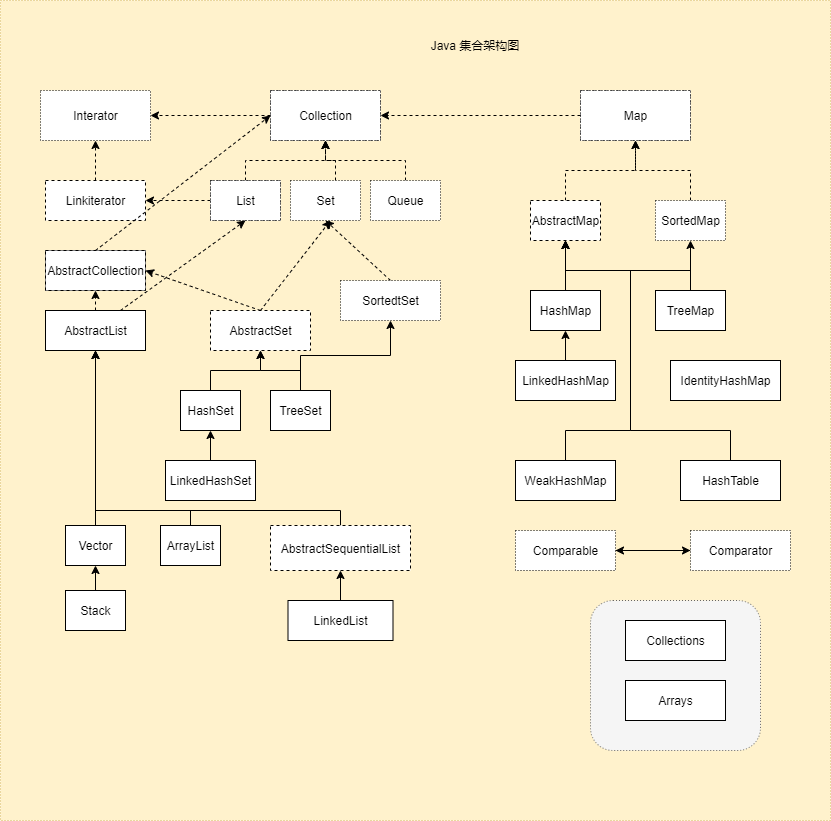 Java 集合架构图
Interator
Collection
Map
Linkiterator
List
Set
Queue
AbstractMap
SortedMap
AbstractCollection
SortedtSet
HashMap
TreeMap
AbstractList
AbstractSet
LinkedHashMap
IdentityHashMap
HashSet
TreeSet
LinkedHashSet
WeakHashMap
HashTable
Vector
ArrayList
AbstractSequentialList
Comparable
Comparator
Stack
LinkedList
Collections
Arrays